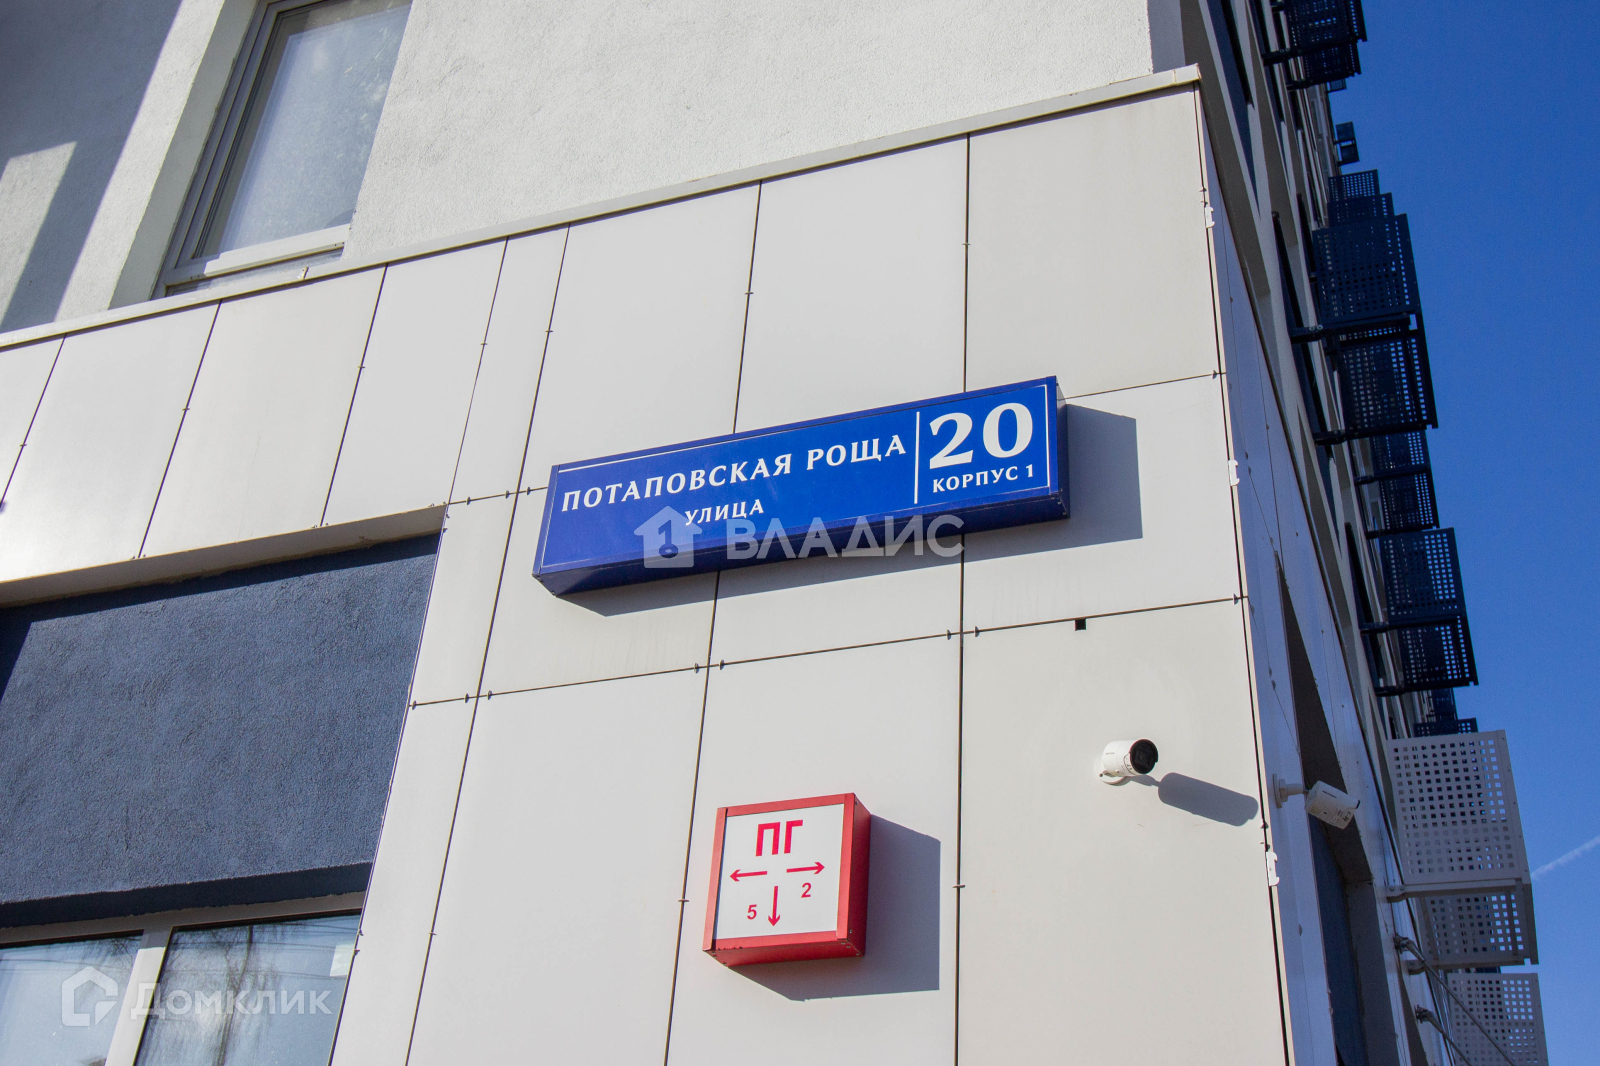 ПОТАПОВСКАЯ РОЩА
УЛИЦА
20
КОРПУС 1
ВЛАДИС
ПГ
2
5
Домклик